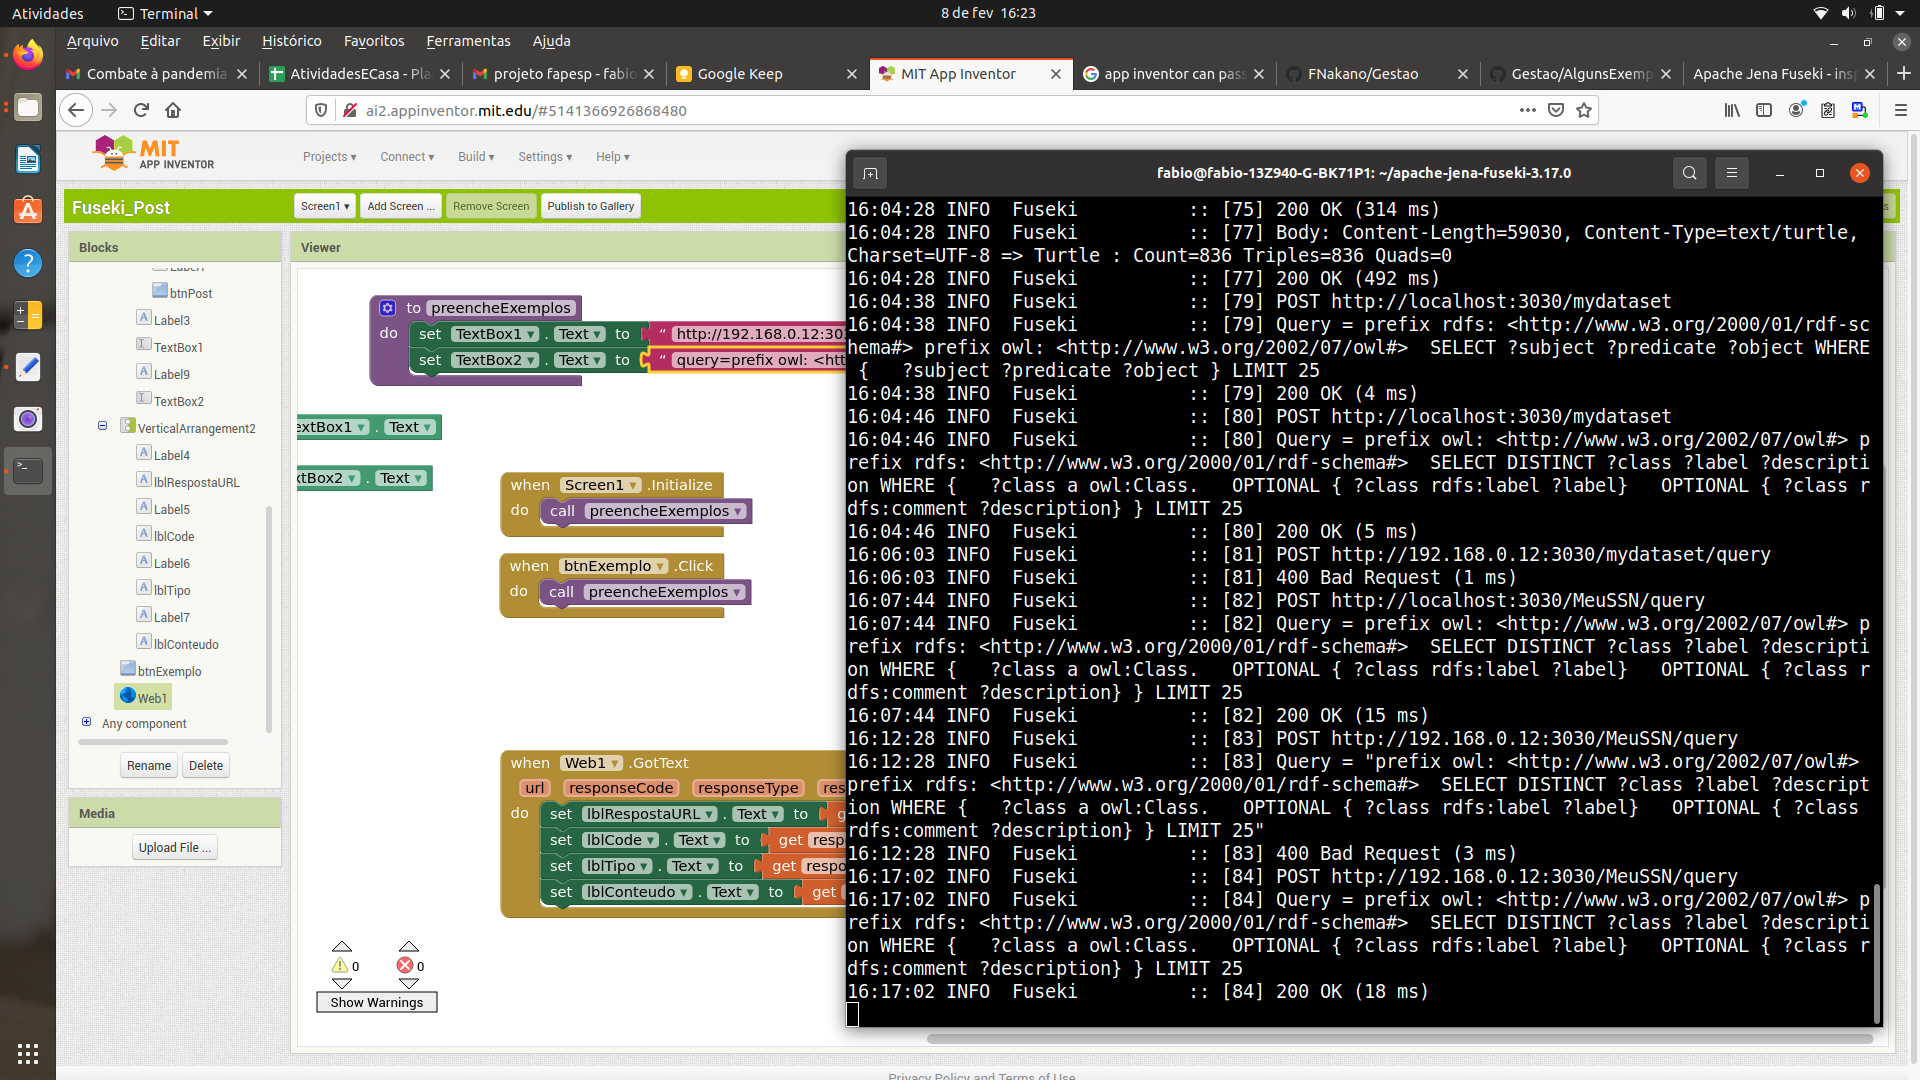 Atividades
Terminal
8 de fev 16:23
Arquivo Editar Exibir Histórico Favoritos Ferramentas Ajuda
Combate à pandemia
AtividadesECasa - Pla
projeto fapesp - fabio
Google Keep
MIT App Inventor
app inventor can pas
FNakano/Gestao
Gestao/AlgunsExemp
Apache Jena Fuseki - insp
ai2.appinventor.mit.edu/#5141366926868480
MIT
APP INVENTOR
Projects Connect Build Settings Help
Fuseki_Post
Screen1
Add Screen ...
Remove Screen
Publish to Gallery
Blocks
Viewer
Label1
btnPost
Label3
TextBox1
Label9
TextBox2
VerticalArrangement2
Label4
lblRespostaURL
Label5
lblCode
Label6
lblTipo
Label7
lblConteudo
btnExemplo
Web1
Any component
Rename
Delete
Media
Upload File ...
to preencheExemplos
do set TextBox1 . Text to “ http://192.168.0.12:30
set TextBox2 . Text to “ query=prefix owl: <htt
extBox1 . Text
xtBox2 . Text
when Screen1 .Initialize
do call preencheExemplos
when btnExemplo .Click
do call preencheExemplos
when Web1 .GotText
url responseCode responseType res
do set lblRespostaURL . Text to g
set lblCode . Text to get resp
set lblTipo . Text to get respo
set lblConteudo . Text to get
0 0
Show Warnings
fabio@fabio-13Z940-G-BK71P1: ~/apache-jena-fuseki-3.17.0
16:04:28 INFO Fuseki :: [75] 200 OK (314 ms)
16:04:28 INFO Fuseki :: [77] Body: Content-Length=59030, Content-Type=text/turtle,
Charset=UTF-8 => Turtle : Count=836 Triples=836 Quads=0
16:04:28 INFO Fuseki :: [77] 200 OK (492 ms)
16:04:38 INFO Fuseki :: [79] POST http://localhost:3030/mydataset
16:04:38 INFO Fuseki :: [79] Query = prefix rdfs: <http://www.w3.org/2000/01/rdf-sc
hema#> prefix owl: <http://www.w3.org/2002/07/owl#> SELECT ?subject ?predicate ?object WHERE
{ ?subject ?predicate ?object } LIMIT 25
16:04:38 INFO Fuseki :: [79] 200 OK (4 ms)
16:04:46 INFO Fuseki :: [80] POST http://localhost:3030/mydataset
16:04:46 INFO Fuseki :: [80] Query = prefix owl: <http://www.w3.org/2002/07/owl#> p
refix rdfs: <http://www.w3.org/2000/01/rdf-schema#> SELECT DISTINCT ?class ?label ?descripti
on WHERE { ?class a owl:Class. OPTIONAL { ?class rdfs:label ?label} OPTIONAL { ?class r
dfs:comment ?description} } LIMIT 25
16:04:46 INFO Fuseki :: [80] 200 OK (5 ms)
16:06:03 INFO Fuseki :: [81] POST http://192.168.0.12:3030/mydataset/query
16:06:03 INFO Fuseki :: [81] 400 Bad Request (1 ms)
16:07:44 INFO Fuseki :: [82] POST http://localhost:3030/MeuSSN/query
16:07:44 INFO Fuseki :: [82] Query = prefix owl: <http://www.w3.org/2002/07/owl#> p
refix rdfs: <http://www.w3.org/2000/01/rdf-schema#> SELECT DISTINCT ?class ?label ?descripti
on WHERE { ?class a owl:Class. OPTIONAL { ?class rdfs:label ?label} OPTIONAL { ?class r
dfs:comment ?description} } LIMIT 25
16:07:44 INFO Fuseki :: [82] 200 OK (15 ms)
16:12:28 INFO Fuseki :: [83] POST http://192.168.0.12:3030/MeuSSN/query
16:12:28 INFO Fuseki :: [83] Query = "prefix owl: <http://www.w3.org/2002/07/owl#>
prefix rdfs: <http://www.w3.org/2000/01/rdf-schema#> SELECT DISTINCT ?class ?label ?descript
ion WHERE { ?class a owl:Class. OPTIONAL { ?class rdfs:label ?label} OPTIONAL { ?class
rdfs:comment ?description} } LIMIT 25"
16:12:28 INFO Fuseki :: [83] 400 Bad Request (3 ms)
16:17:02 INFO Fuseki :: [84] POST http://192.168.0.12:3030/MeuSSN/query
16:17:02 INFO Fuseki :: [84] Query = prefix owl: <http://www.w3.org/2002/07/owl#> p
refix rdfs: <http://www.w3.org/2000/01/rdf-schema#> SELECT DISTINCT ?class ?label ?descripti
on WHERE { ?class a owl:Class. OPTIONAL { ?class rdfs:label ?label} OPTIONAL { ?class r
dfs:comment ?description} } LIMIT 25
16:17:02 INFO Fuseki :: [84] 200 OK (18 ms)
Privacy Policy and Terms of Use